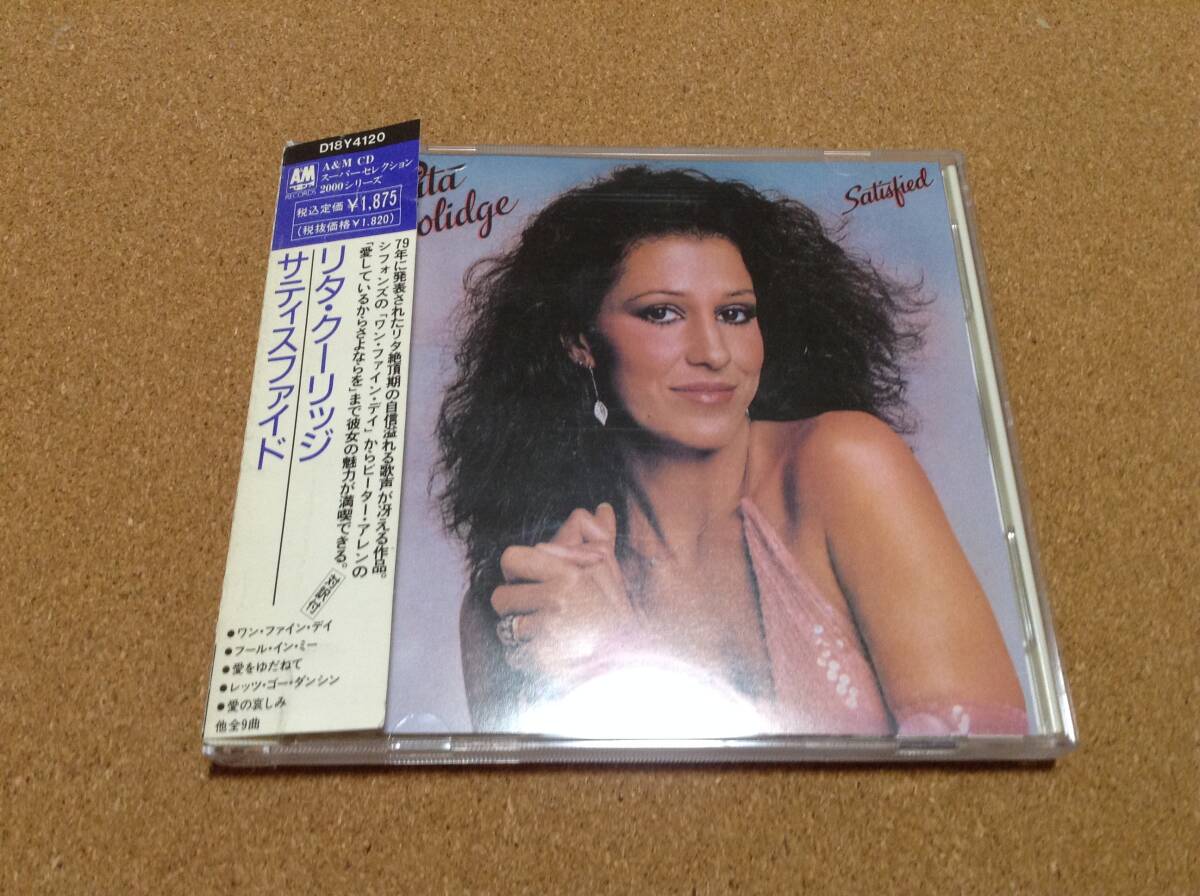 D18Y4120
A&M
RECORDS
A&M CD
スーパー・セレクション
2000シリーズ
税込定価¥1,875
(税抜価格¥1,820)
リタ・クーリッジ
サティスファイド
79年に発表されたリタ絶頂期の自信溢れる歌声が冴える作品。
シフォンズの「ワン・ファイン・デイ」からピーター・アレンの
「愛しているからさよならを」まで彼女の魅力が満喫できる。
対訳付
●ワン・ファイン・デイ
●フール・イン・ミー
●愛をゆだねて
●レッツ・ゴー・ダンシン
●愛の哀しみ
他全9曲
ita
olidge
Satisfied